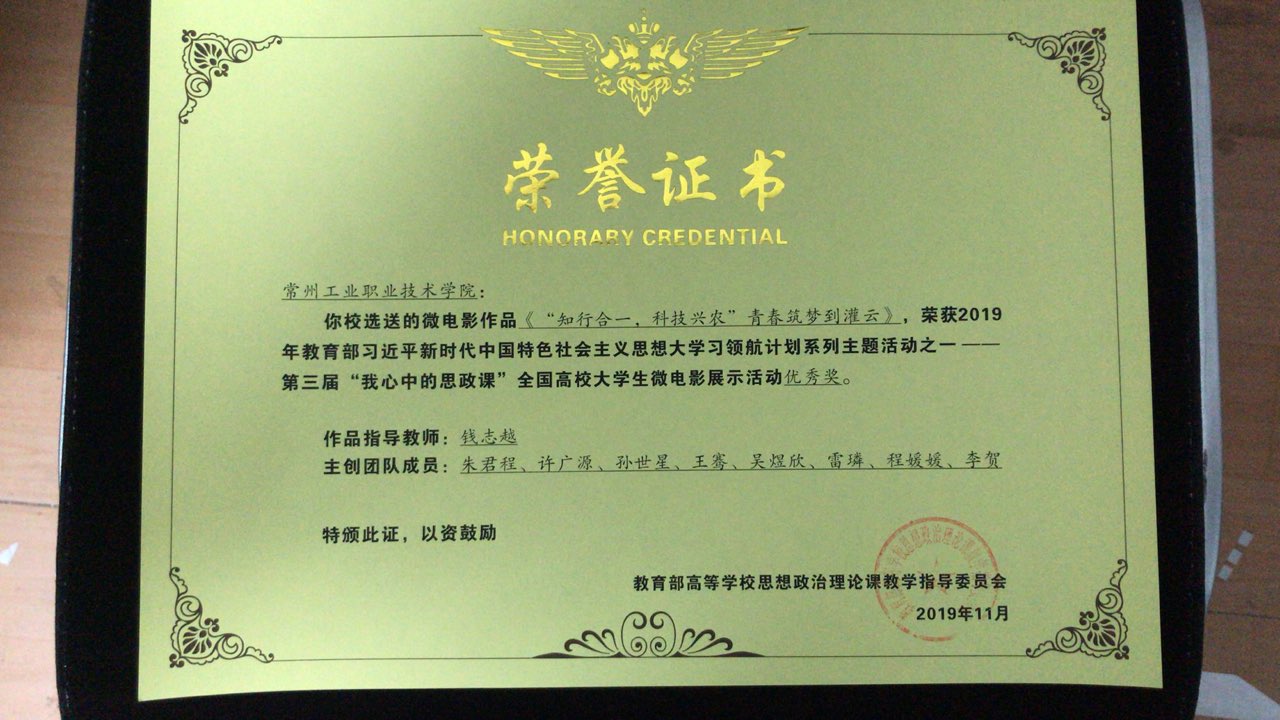 荣誉证书
HONORARY CREDENTIAL
常州工业职业技术学院：
你校选送的微电影作品《“知行合一，科技兴农”青春筑梦到灌云》，荣获2019
年教育部习近平新时代中国特色社会主义思想大学习领航计划系列主题活动之一——
第三届“我心中的思政课”全国高校大学生微电影展示活动优秀奖。
作品指导教师：钱志越
主创团队成员：朱君程、许广源、孙世星、王骞、吴煜欣、雷璘、程媛媛、李贺
特颁此证，以资鼓励
教育部高等学校思想政治理论课教学指导委员会
2019年11月